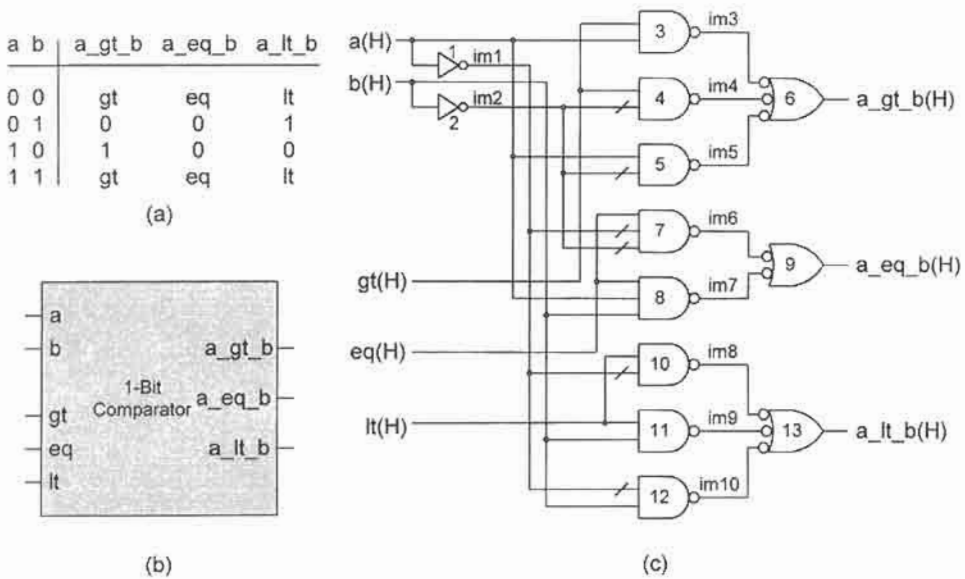 a b a_gt_b a_eq_b a_lt_b
0 0 gt eq lt
0 1 0 0 1
1 0 1 0 0
1 1 gt eq lt
(a)
a
b
gt
eq
lt
1-Bit
Comparator
a_gt_b
a_eq_b
a_lt_b
(b)
a(H)
b(H)
gt(H)
eq(H)
lt(H)
1
im1
2
im2
3
im3
4
im4
5
im5
6
a_gt_b(H)
7
im6
8
im7
9
a_eq_b(H)
10
im8
11
im9
12
im10
13
a_lt_b(H)
(c)